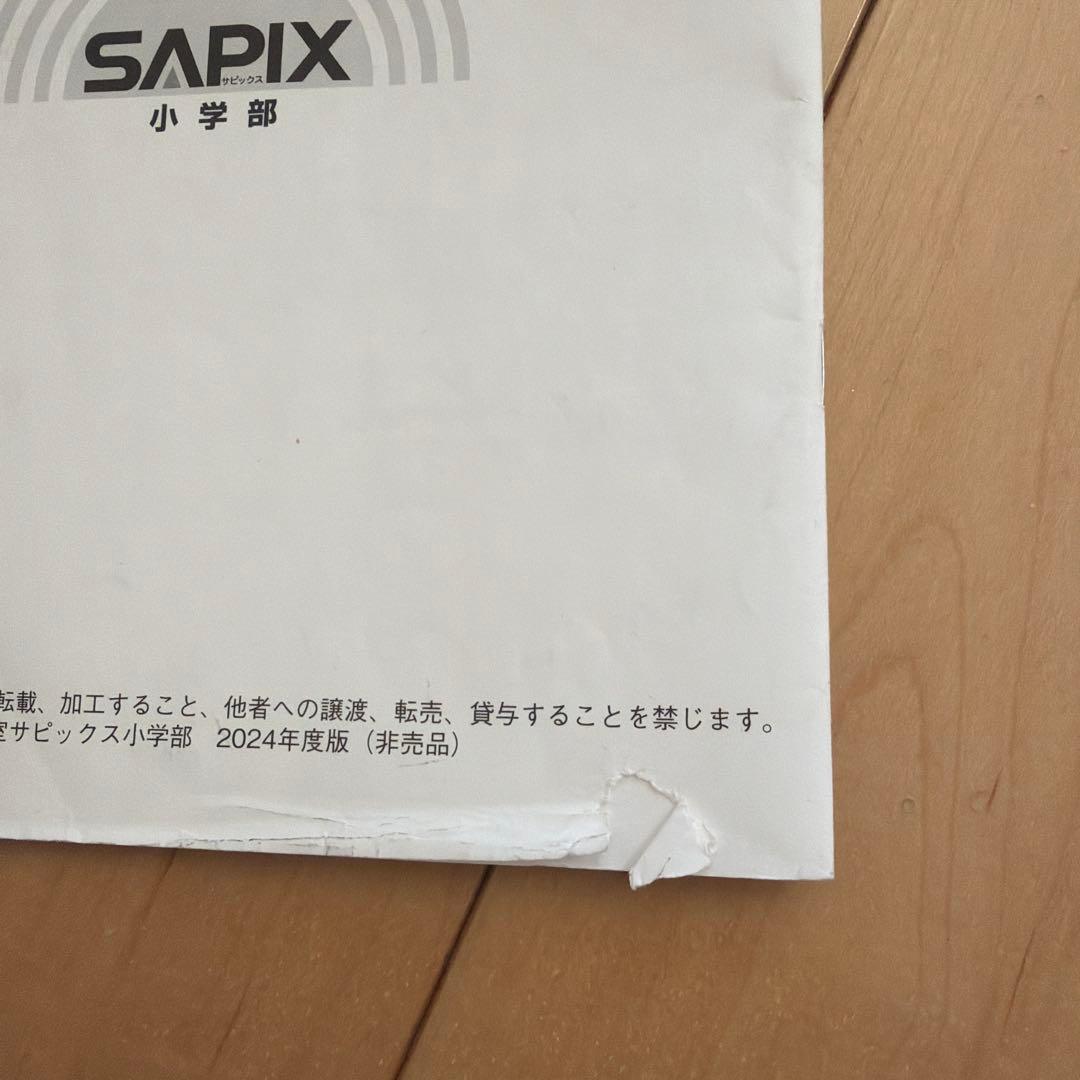 SAPIX
サピックス
小学部
転載、加工すること、他者への譲渡、転売、貸与することを禁じます。
室サピックス小学部 2024年度版（非売品）